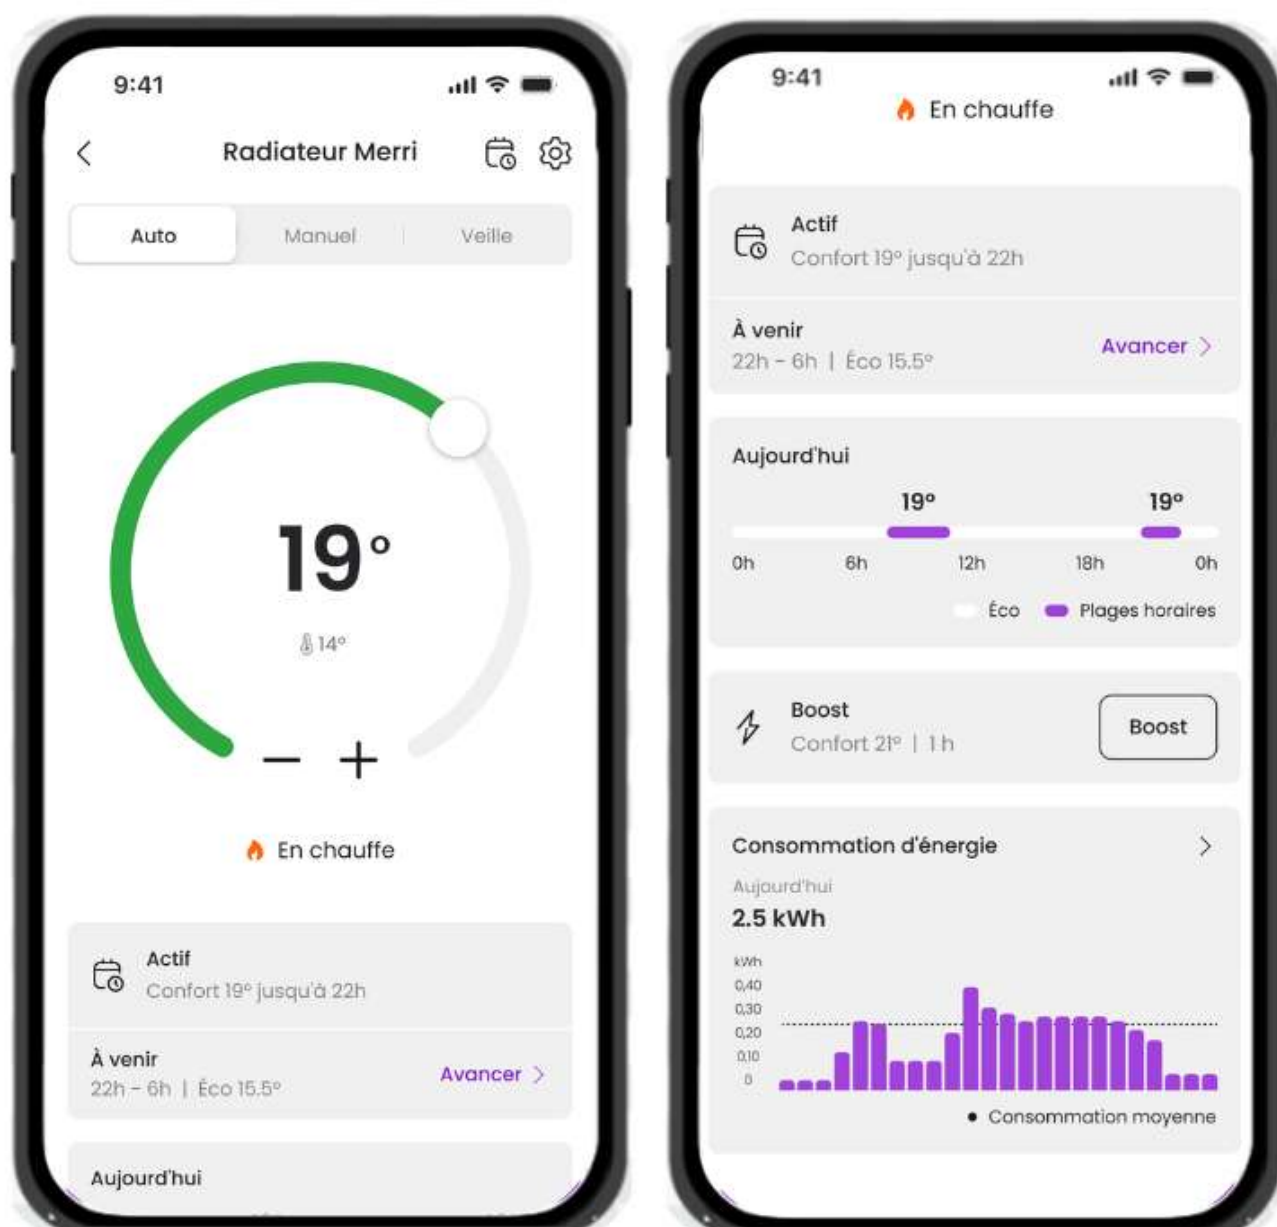 9:41
Radiateur Merri
Auto Manuel Veille
19°
14°
− +
En chauffe
Actif
Confort 19° jusqu'à 22h
À venir
22h - 6h | Éco 15.5°
Avancer >
Aujourd'hui
9:41
En chauffe
Actif
Confort 19° jusqu'à 22h
À venir
22h - 6h | Éco 15.5°
Avancer >
Aujourd'hui
19° 19°
0h 6h 12h 18h 0h
Éco Plages horaires
Boost
Confort 21° | 1 h
Boost
Consommation d'énergie
Aujourd'hui
2.5 kWh
kWh
0,40
0,30
0,20
0,10
0
Consommation moyenne